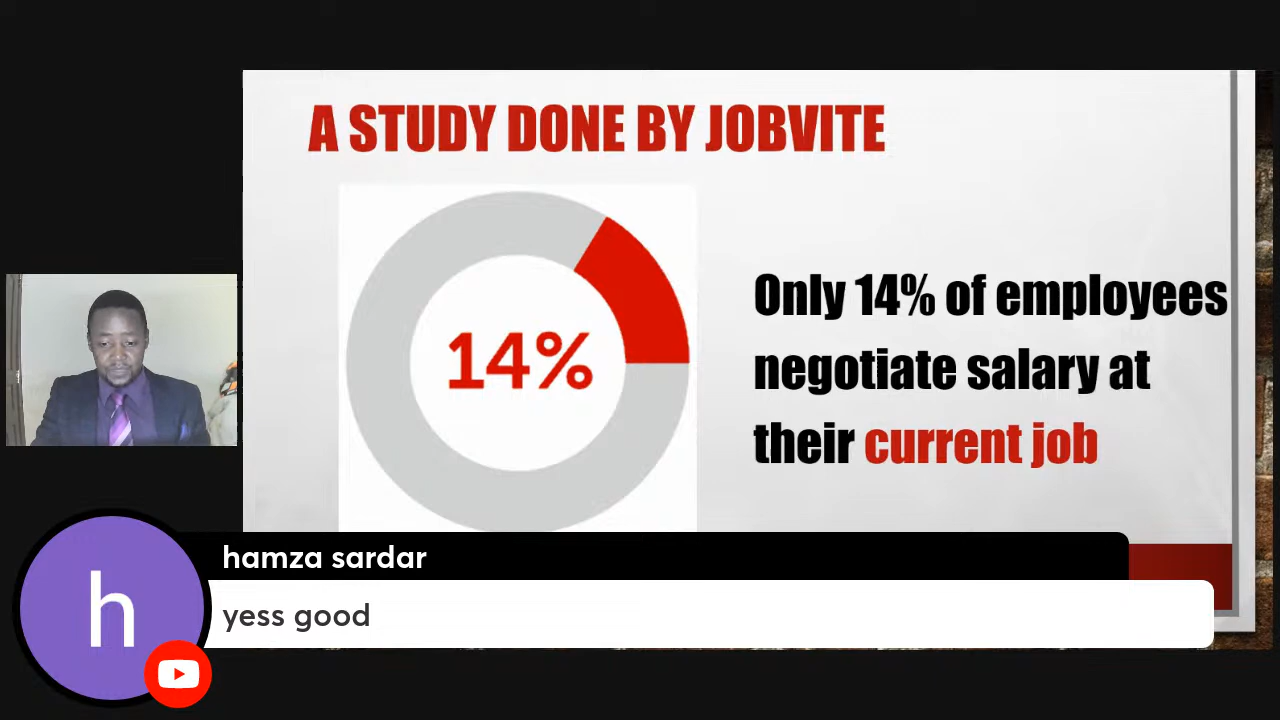 A STUDY DONE BY JOBVITE
14%
Only 14% of employees
negotiate salary at
their current job
h
hamza sardar
yess good